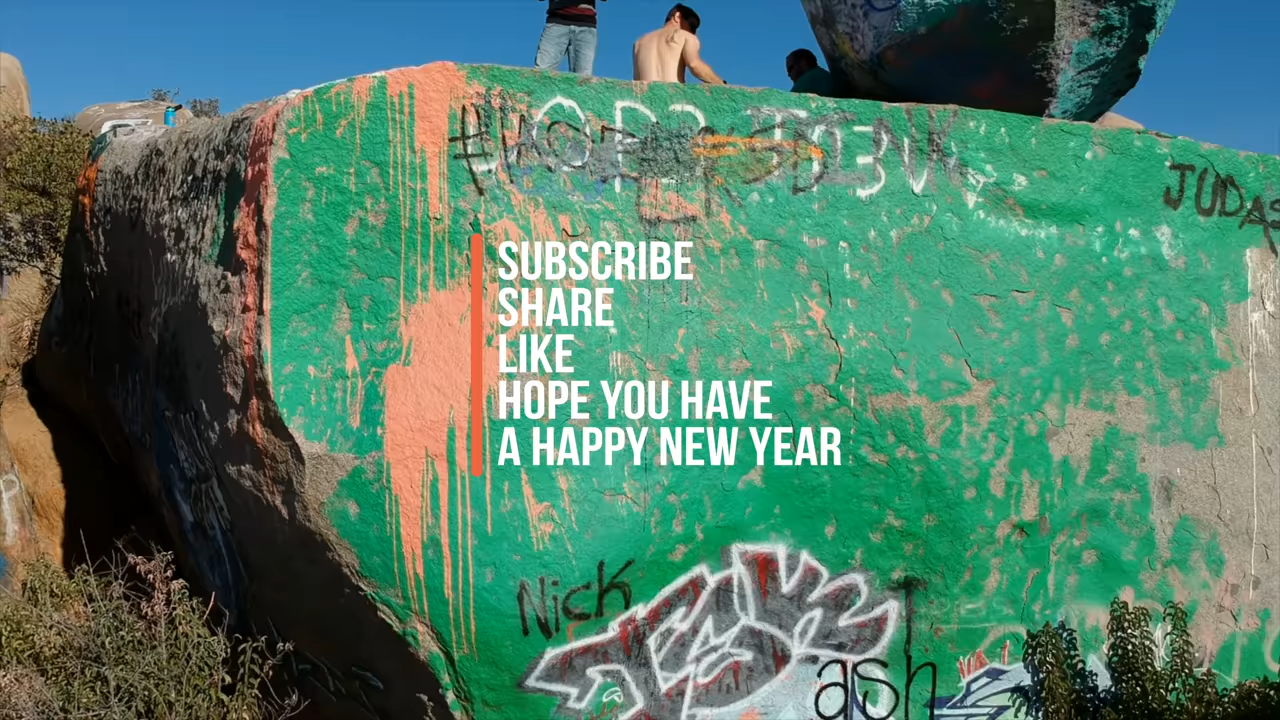 JUDAS
SUBSCRIBE
SHARE
LIKE
HOPE YOU HAVE
A HAPPY NEW YEAR
Nick
ash